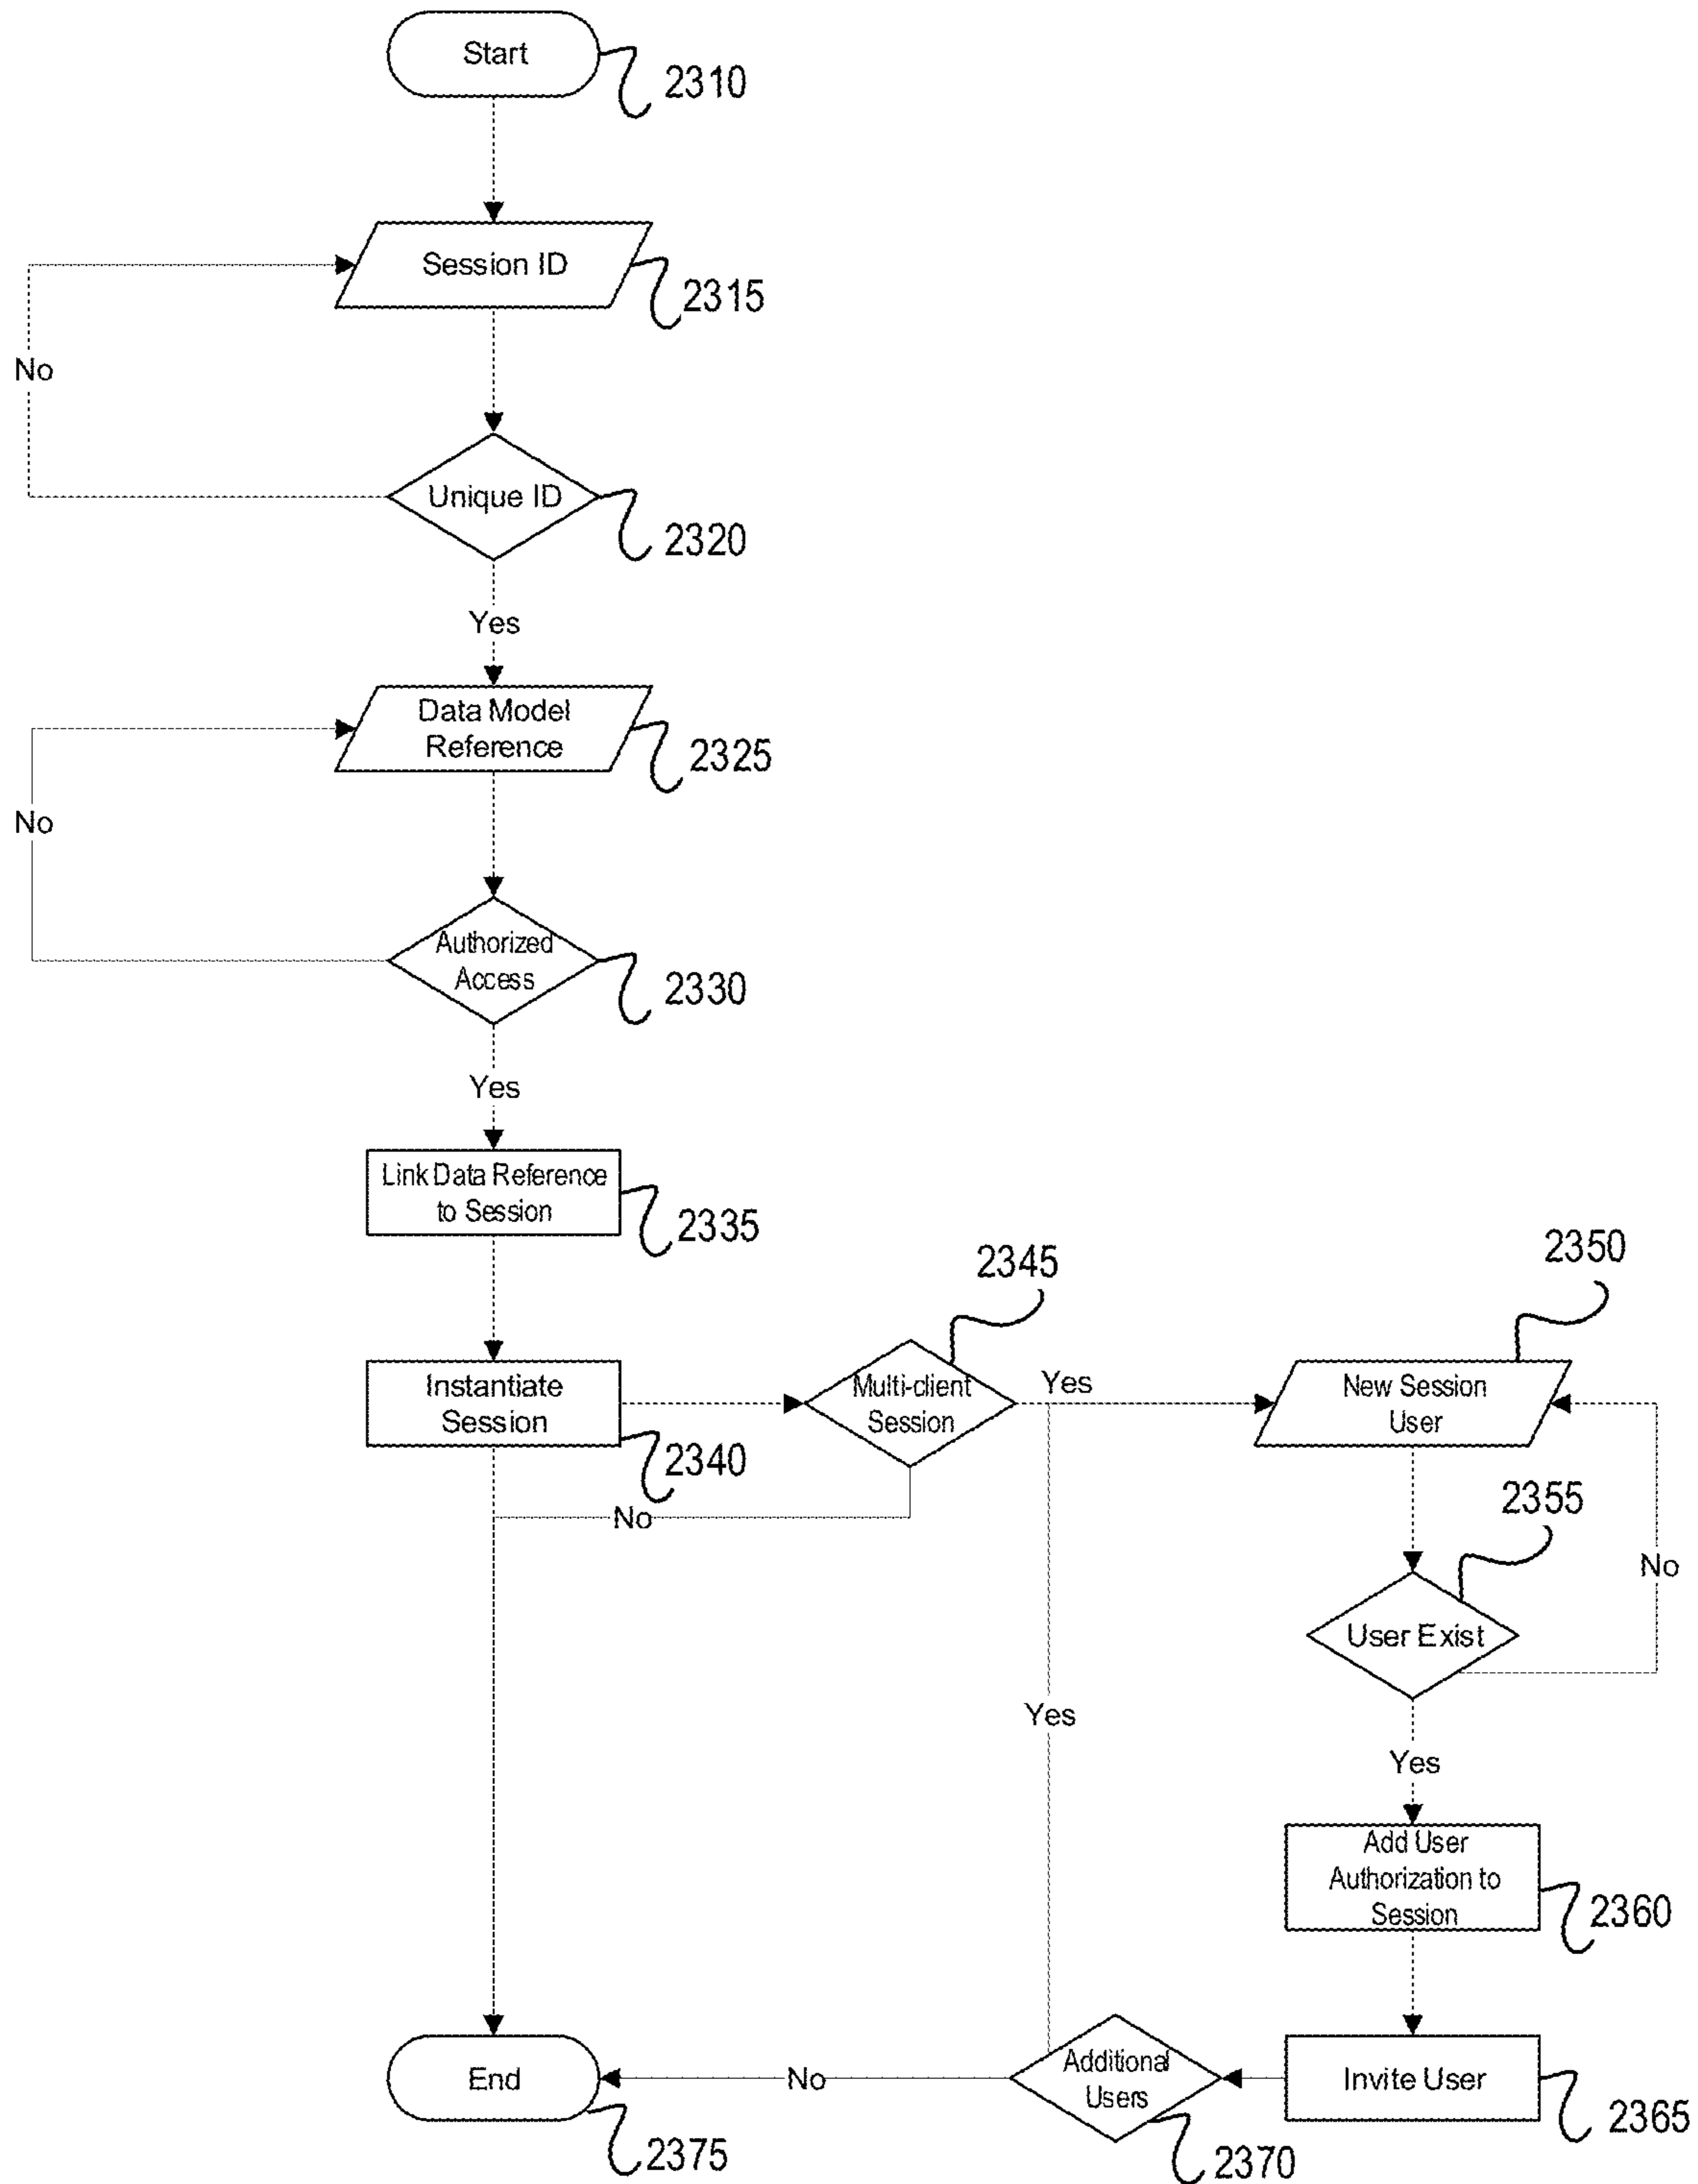 Start
2310
Session ID
2315
No
Unique ID
2320
Yes
Data Model
Reference
2325
No
Authorized
Access
2330
Yes
Link Data Reference
to Session
2335
2345
2350
Instantiate
Session
2340
Multi-client
Session
Yes
New Session
User
No
2355
No
User Exist
Yes
Yes
Add User
Authorization to
Session
2360
End
2375
No
Additional
Users
2370
Invite User
2365